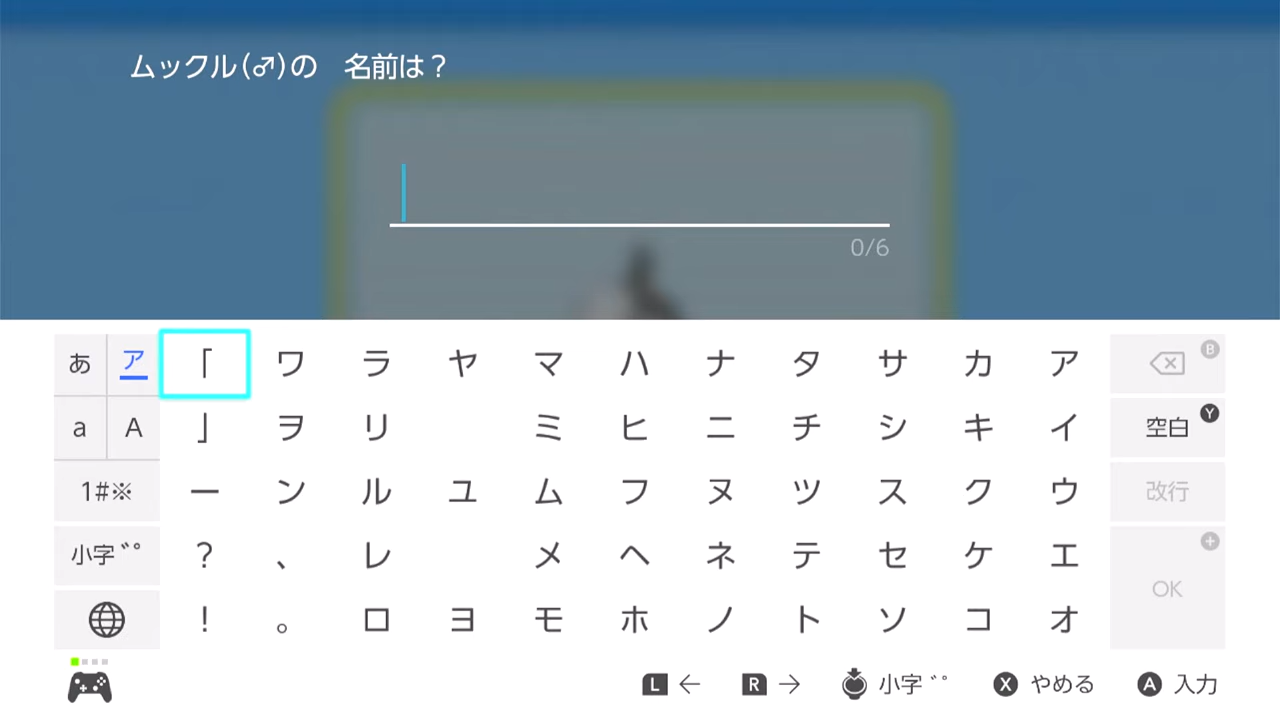 ムックル(♂)の　名前は？
0/6
あ ア 「 ワ ラ ヤ マ ハ ナ タ サ カ ア B
a A 」 ヲ リ ミ ヒ ニ チ シ キ イ 空白 Y
1#※ ー ン ル ユ ム フ ヌ ツ ス ク ウ 改行
小字゛゜ ? 、 レ メ ヘ ネ テ セ ケ エ +
! 。 ロ ヨ モ ホ ノ ト ソ コ オ OK
L ← R → 小字゛゜ X やめる A 入力